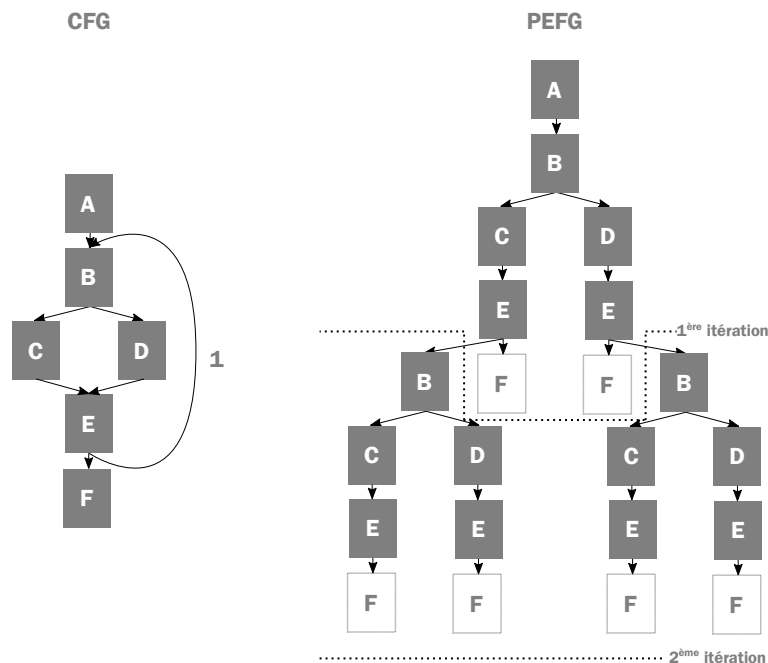 CFG
A
B
C D
1
E
F
PEFG
A
B
C D
E E
1ère itération
F F
B B
C D C D
E E E E
F F F F
2ème itération